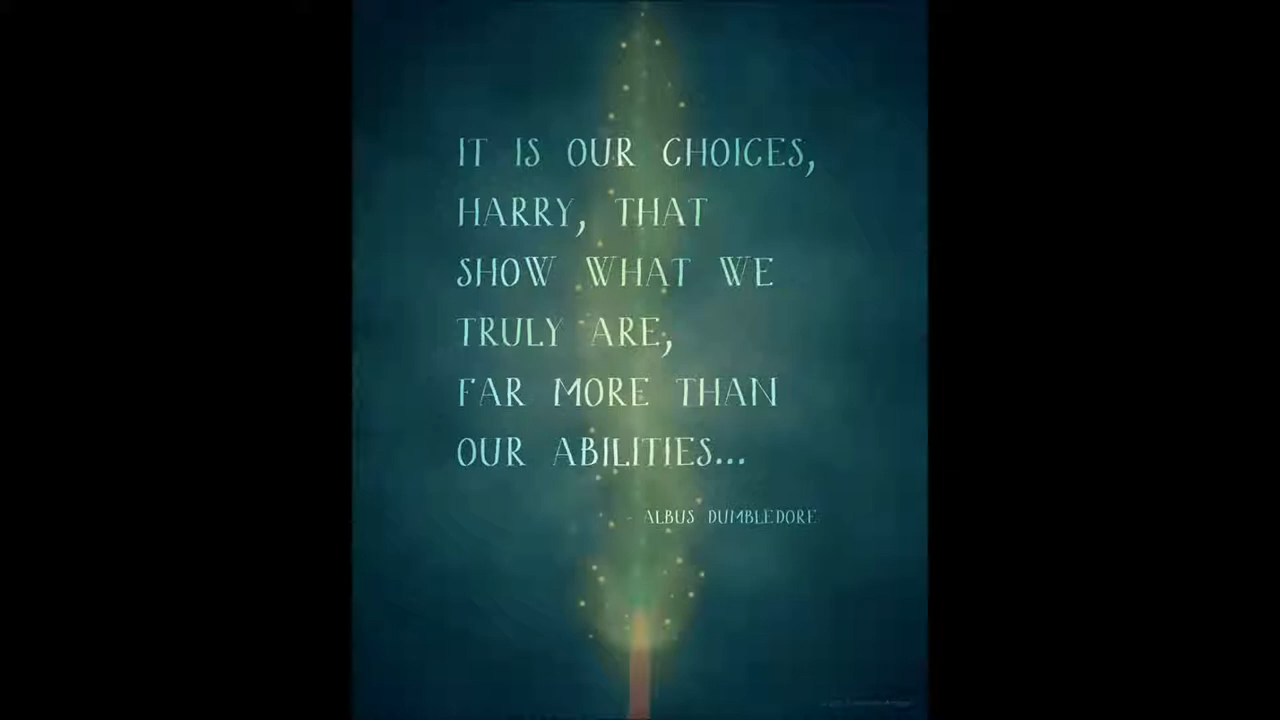 IT IS OUR CHOICES,
HARRY, THAT
SHOW WHAT WE
TRULY ARE,
FAR MORE THAN
OUR ABILITIES...
- ALBUS DUMBLEDORE